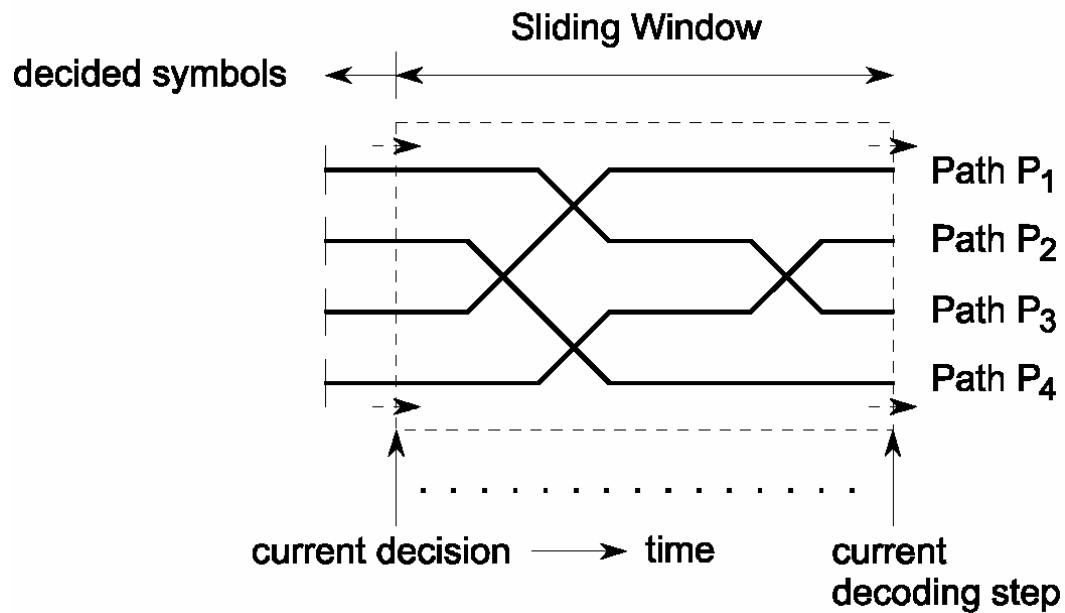 Sliding Window
decided symbols
Path P₁
Path P₂
Path P₃
Path P₄
current decision
time
current
decoding step